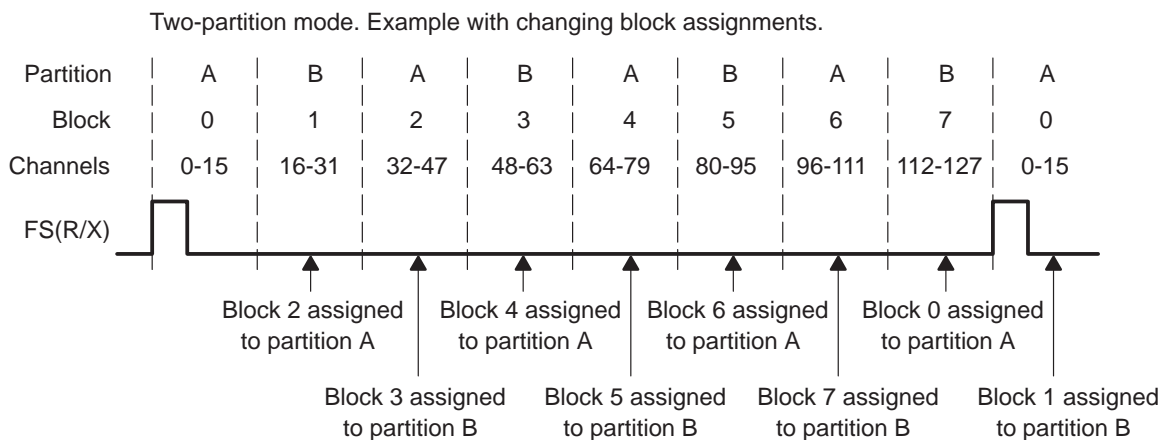 Two-partition mode. Example with changing block assignments.
Partition A B A B A B A B A
Block 0 1 2 3 4 5 6 7 0
Channels 0-15 16-31 32-47 48-63 64-79 80-95 96-111 112-127 0-15
FS(R/X)
Block 2 assigned to partition A
Block 4 assigned to partition A
Block 6 assigned to partition A
Block 0 assigned to partition A
Block 3 assigned to partition B
Block 5 assigned to partition B
Block 7 assigned to partition B
Block 1 assigned to partition B